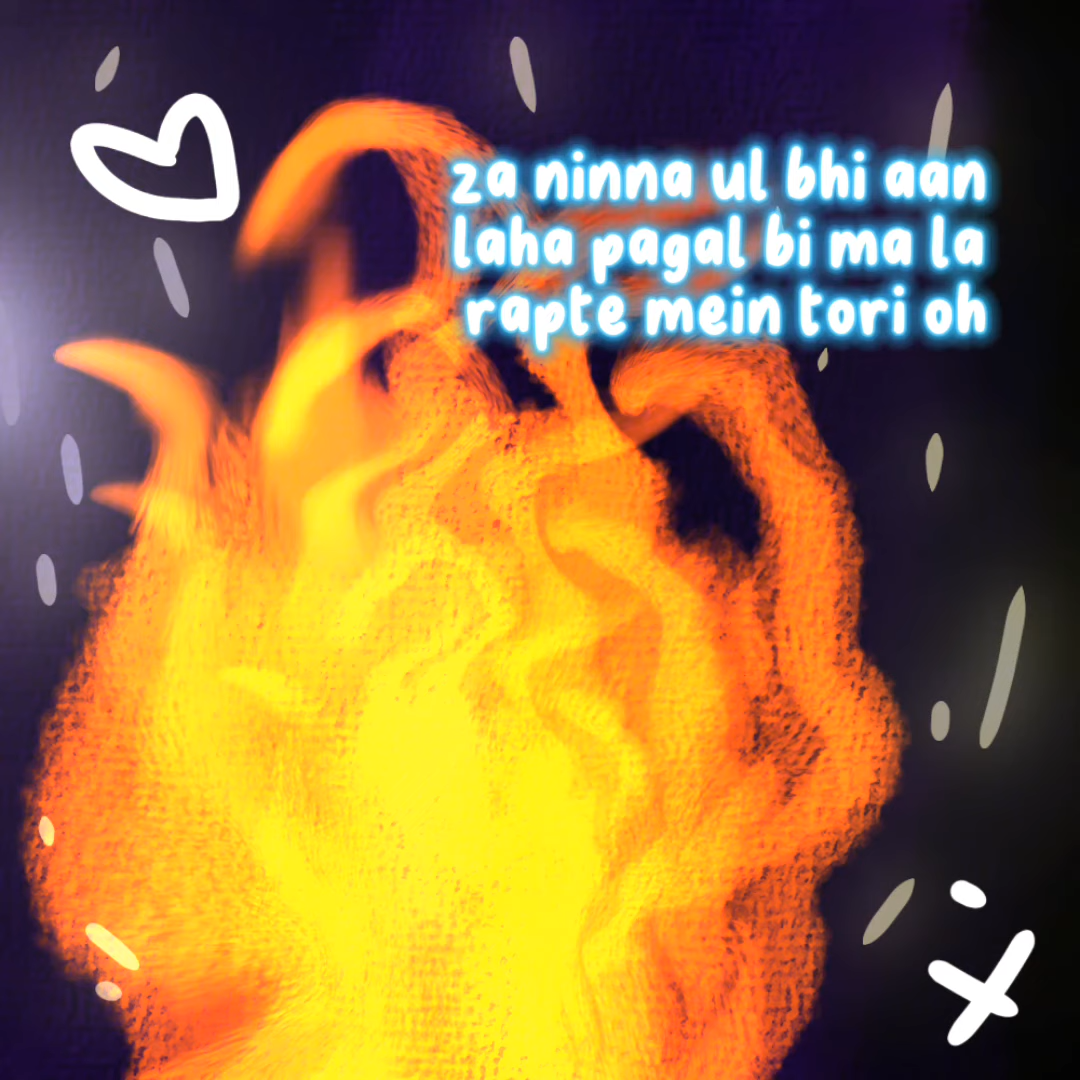 za ninna ul bhi aan
laha pagal bi ma la
rapte mein tori oh